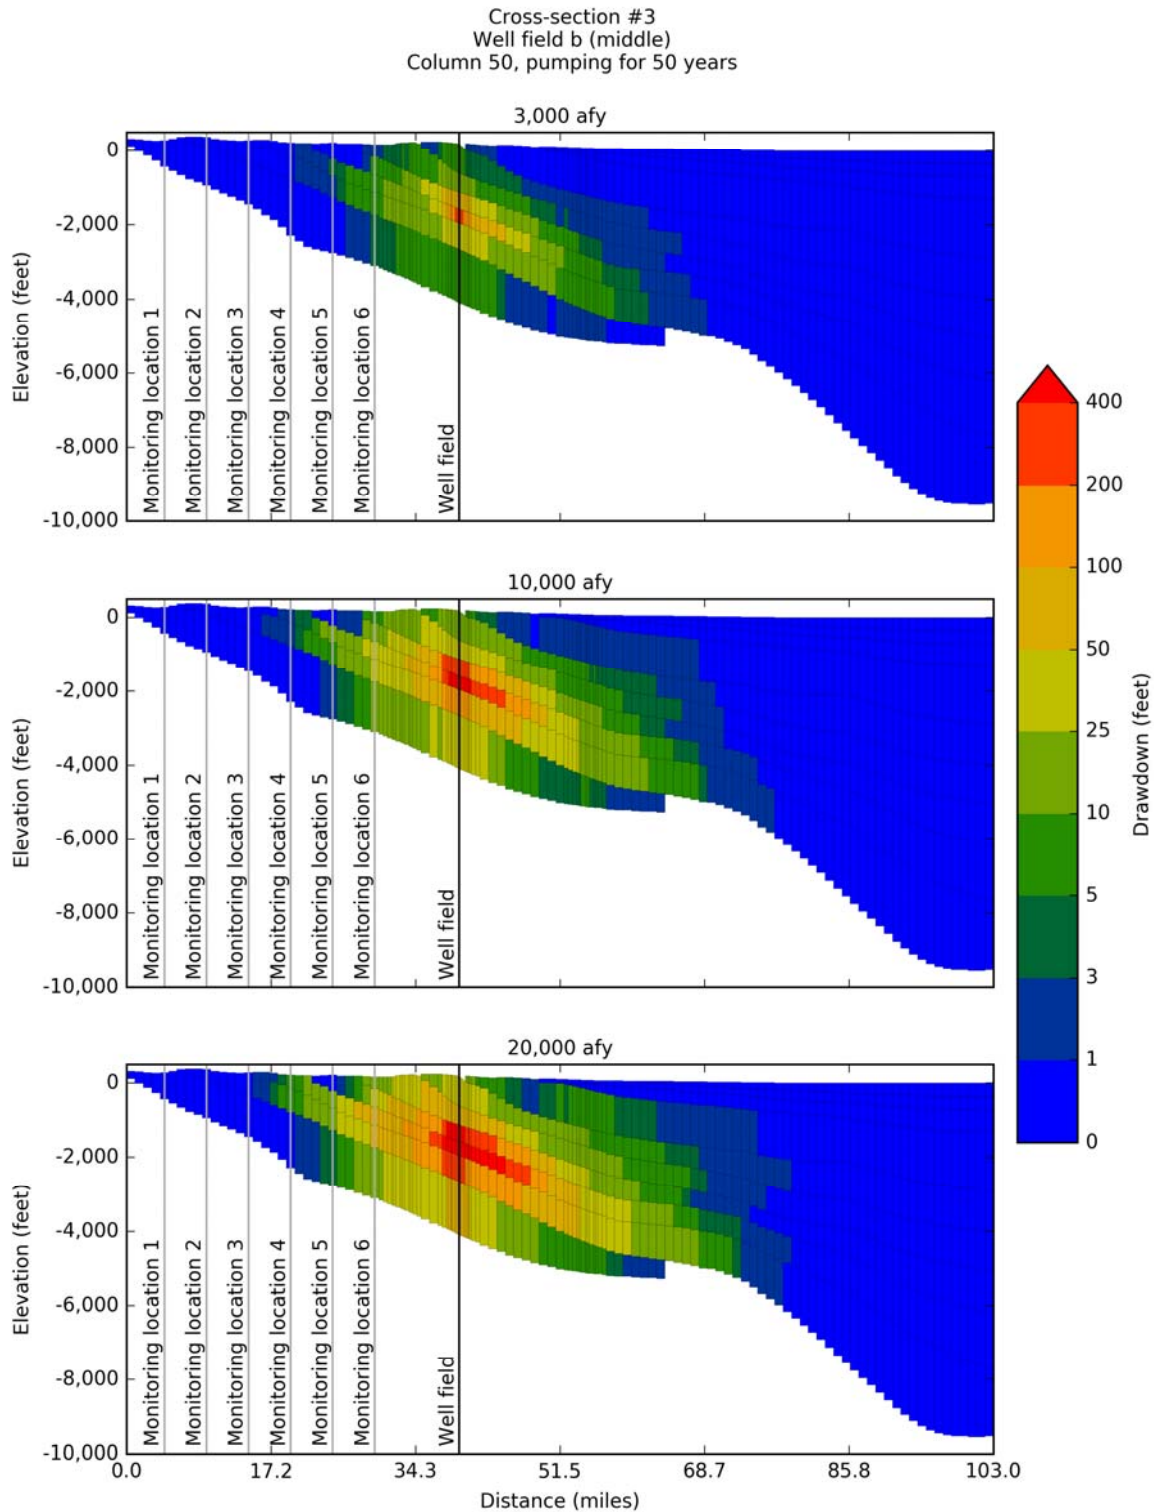 Cross-section #3
Well field b (middle)
Column 50, pumping for 50 years
3,000 afy
0
-2,000
-4,000
-6,000
-8,000
-10,000
Elevation (feet)
Monitoring location 1
Monitoring location 2
Monitoring location 3
Monitoring location 4
Monitoring location 5
Monitoring location 6
Well field
10,000 afy
0
-2,000
-4,000
-6,000
-8,000
-10,000
Elevation (feet)
Monitoring location 1
Monitoring location 2
Monitoring location 3
Monitoring location 4
Monitoring location 5
Monitoring location 6
Well field
20,000 afy
0
-2,000
-4,000
-6,000
-8,000
-10,000
Elevation (feet)
Monitoring location 1
Monitoring location 2
Monitoring location 3
Monitoring location 4
Monitoring location 5
Monitoring location 6
Well field
0.0 17.2 34.3 51.5 68.7 85.8 103.0
Distance (miles)
400
200
100
50
25
10
5
3
1
0
Drawdown (feet)